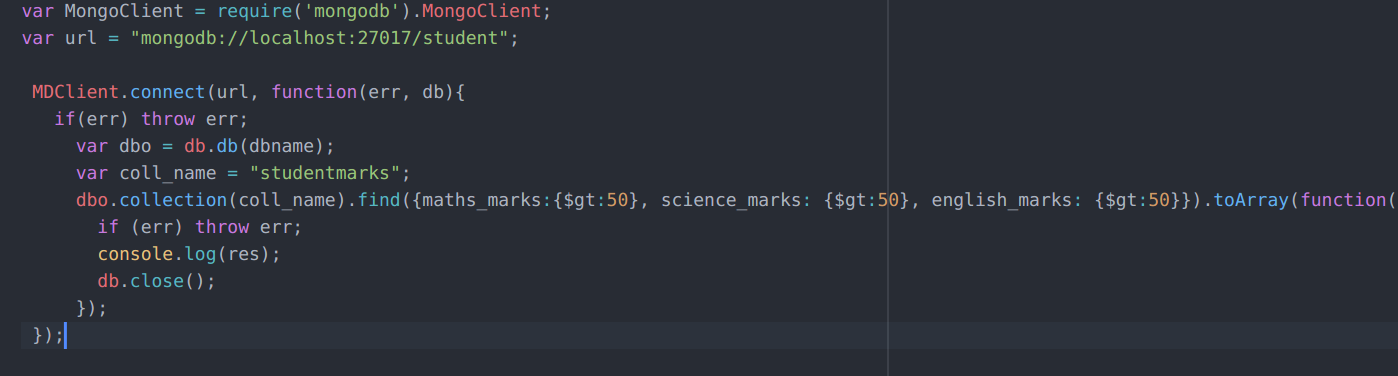 var MongoClient = require('mongodb').MongoClient;
var url = "mongodb://localhost:27017/student";
MDClient.connect(url, function(err, db){
if(err) throw err;
var dbo = db.db(dbname);
var coll_name = "studentmarks";
dbo.collection(coll_name).find({maths_marks:{$gt:50}, science_marks: {$gt:50}, english_marks: {$gt:50}}).toArray(function(
if (err) throw err;
console.log(res);
db.close();
});
});